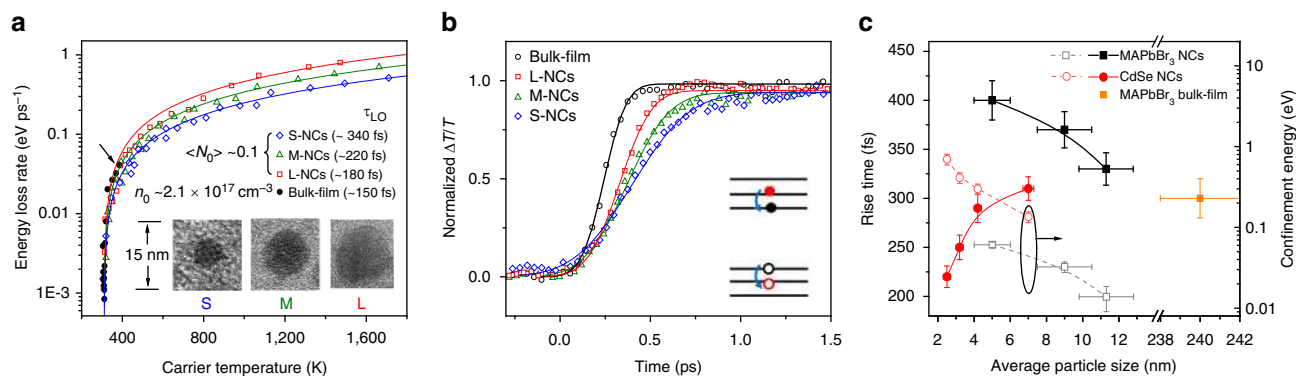 a
Energy loss rate (eV ps⁻¹)
1
0.1
0.01
1E-3
τLO
S-NCs (~ 340 fs)
<N₀> ~0.1
M-NCs (~220 fs)
L-NCs (~180 fs)
n₀ ~2.1 × 10¹⁷ cm⁻³
Bulk-film (~150 fs)
15 nm
S M L
400 800 1,200 1,600
Carrier temperature (K)
b
Normalized ΔT/T
1.0
0.5
0.0
Bulk-film
L-NCs
M-NCs
S-NCs
0.0 0.5 1.0 1.5
Time (ps)
c
Rise time (fs)
450
400
350
300
250
200
MAPbBr₃ NCs
CdSe NCs
MAPbBr₃ bulk-film
Confinement energy (eV)
10
1
0.1
0.01
2 4 6 8 10 12 14 238 240 242
Average particle size (nm)